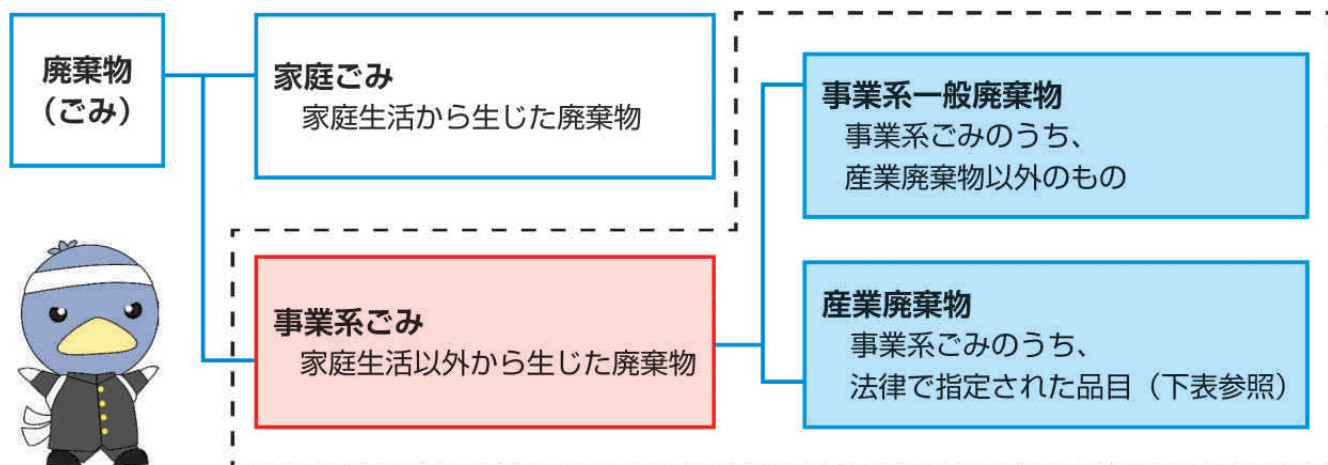 廃棄物
（ごみ）
家庭ごみ
家庭生活から生じた廃棄物
事業系ごみ
家庭生活以外から生じた廃棄物
事業系一般廃棄物
事業系ごみのうち、
産業廃棄物以外のもの
産業廃棄物
事業系ごみのうち、
法律で指定された品目（下表参照）